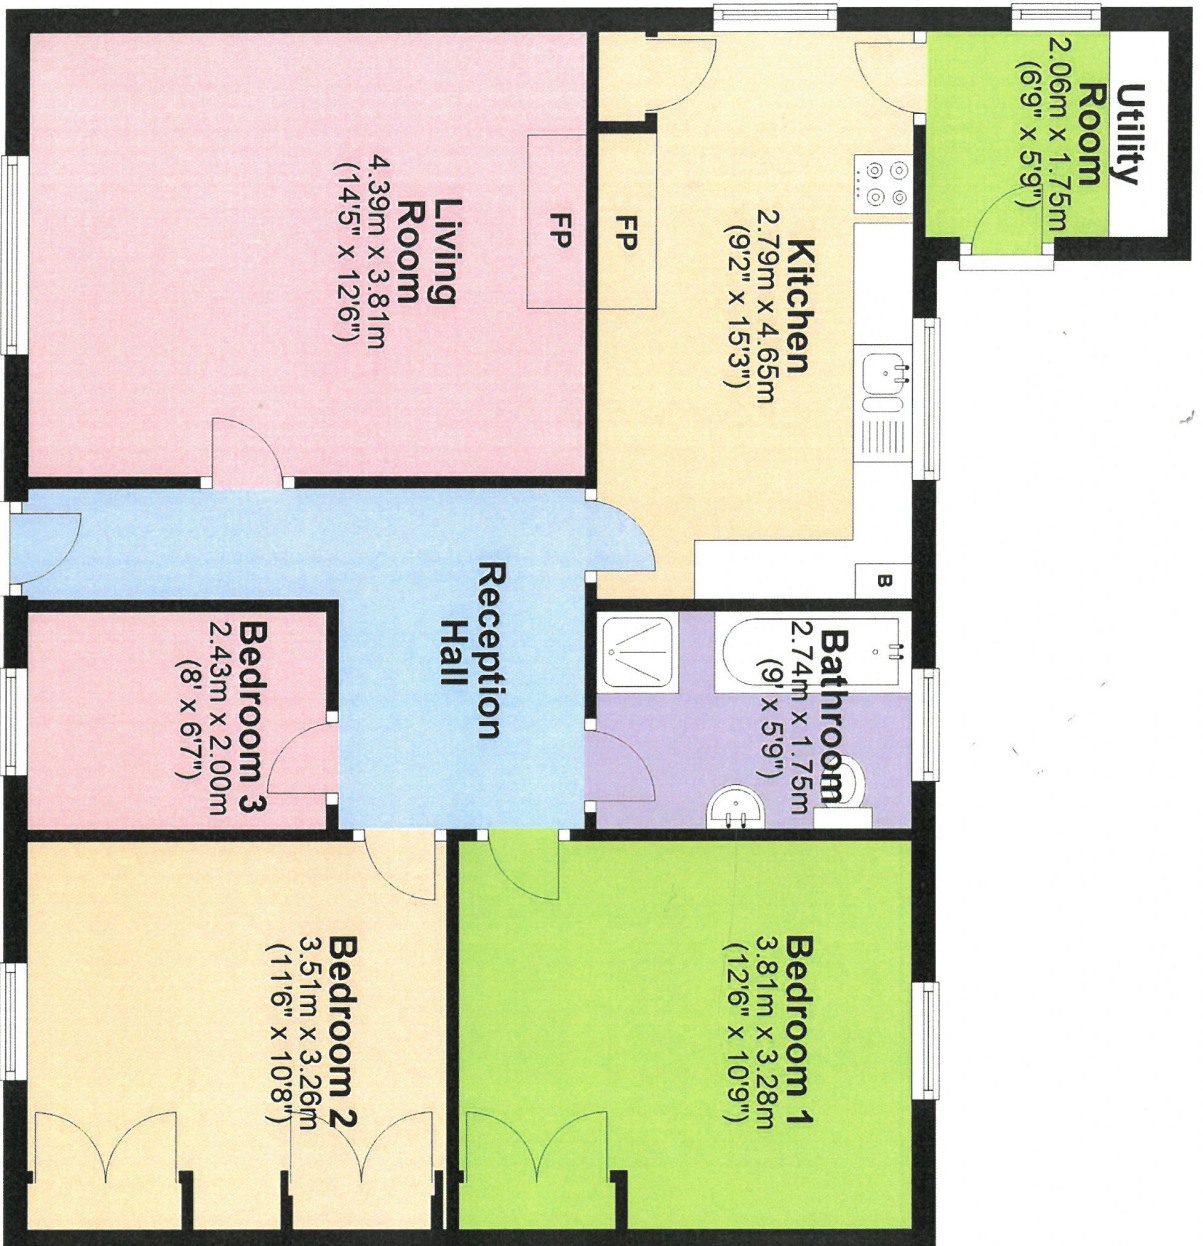 Utility
Room
2.06m x 1.75m
(6'9" x 5'9")
Kitchen
2.79m x 4.65m
(9'2" x 15'3")
FP
FP
Living
Room
4.39m x 3.81m
(14'5" x 12'6")
B
Bathroom
2.74m x 1.75m
(9' x 5'9")
Reception
Hall
Bedroom 3
2.43m x 2.00m
(8' x 6'7")
Bedroom 1
3.81m x 3.28m
(12'6" x 10'9")
Bedroom 2
3.51m x 3.26m
(11'6" x 10'8")